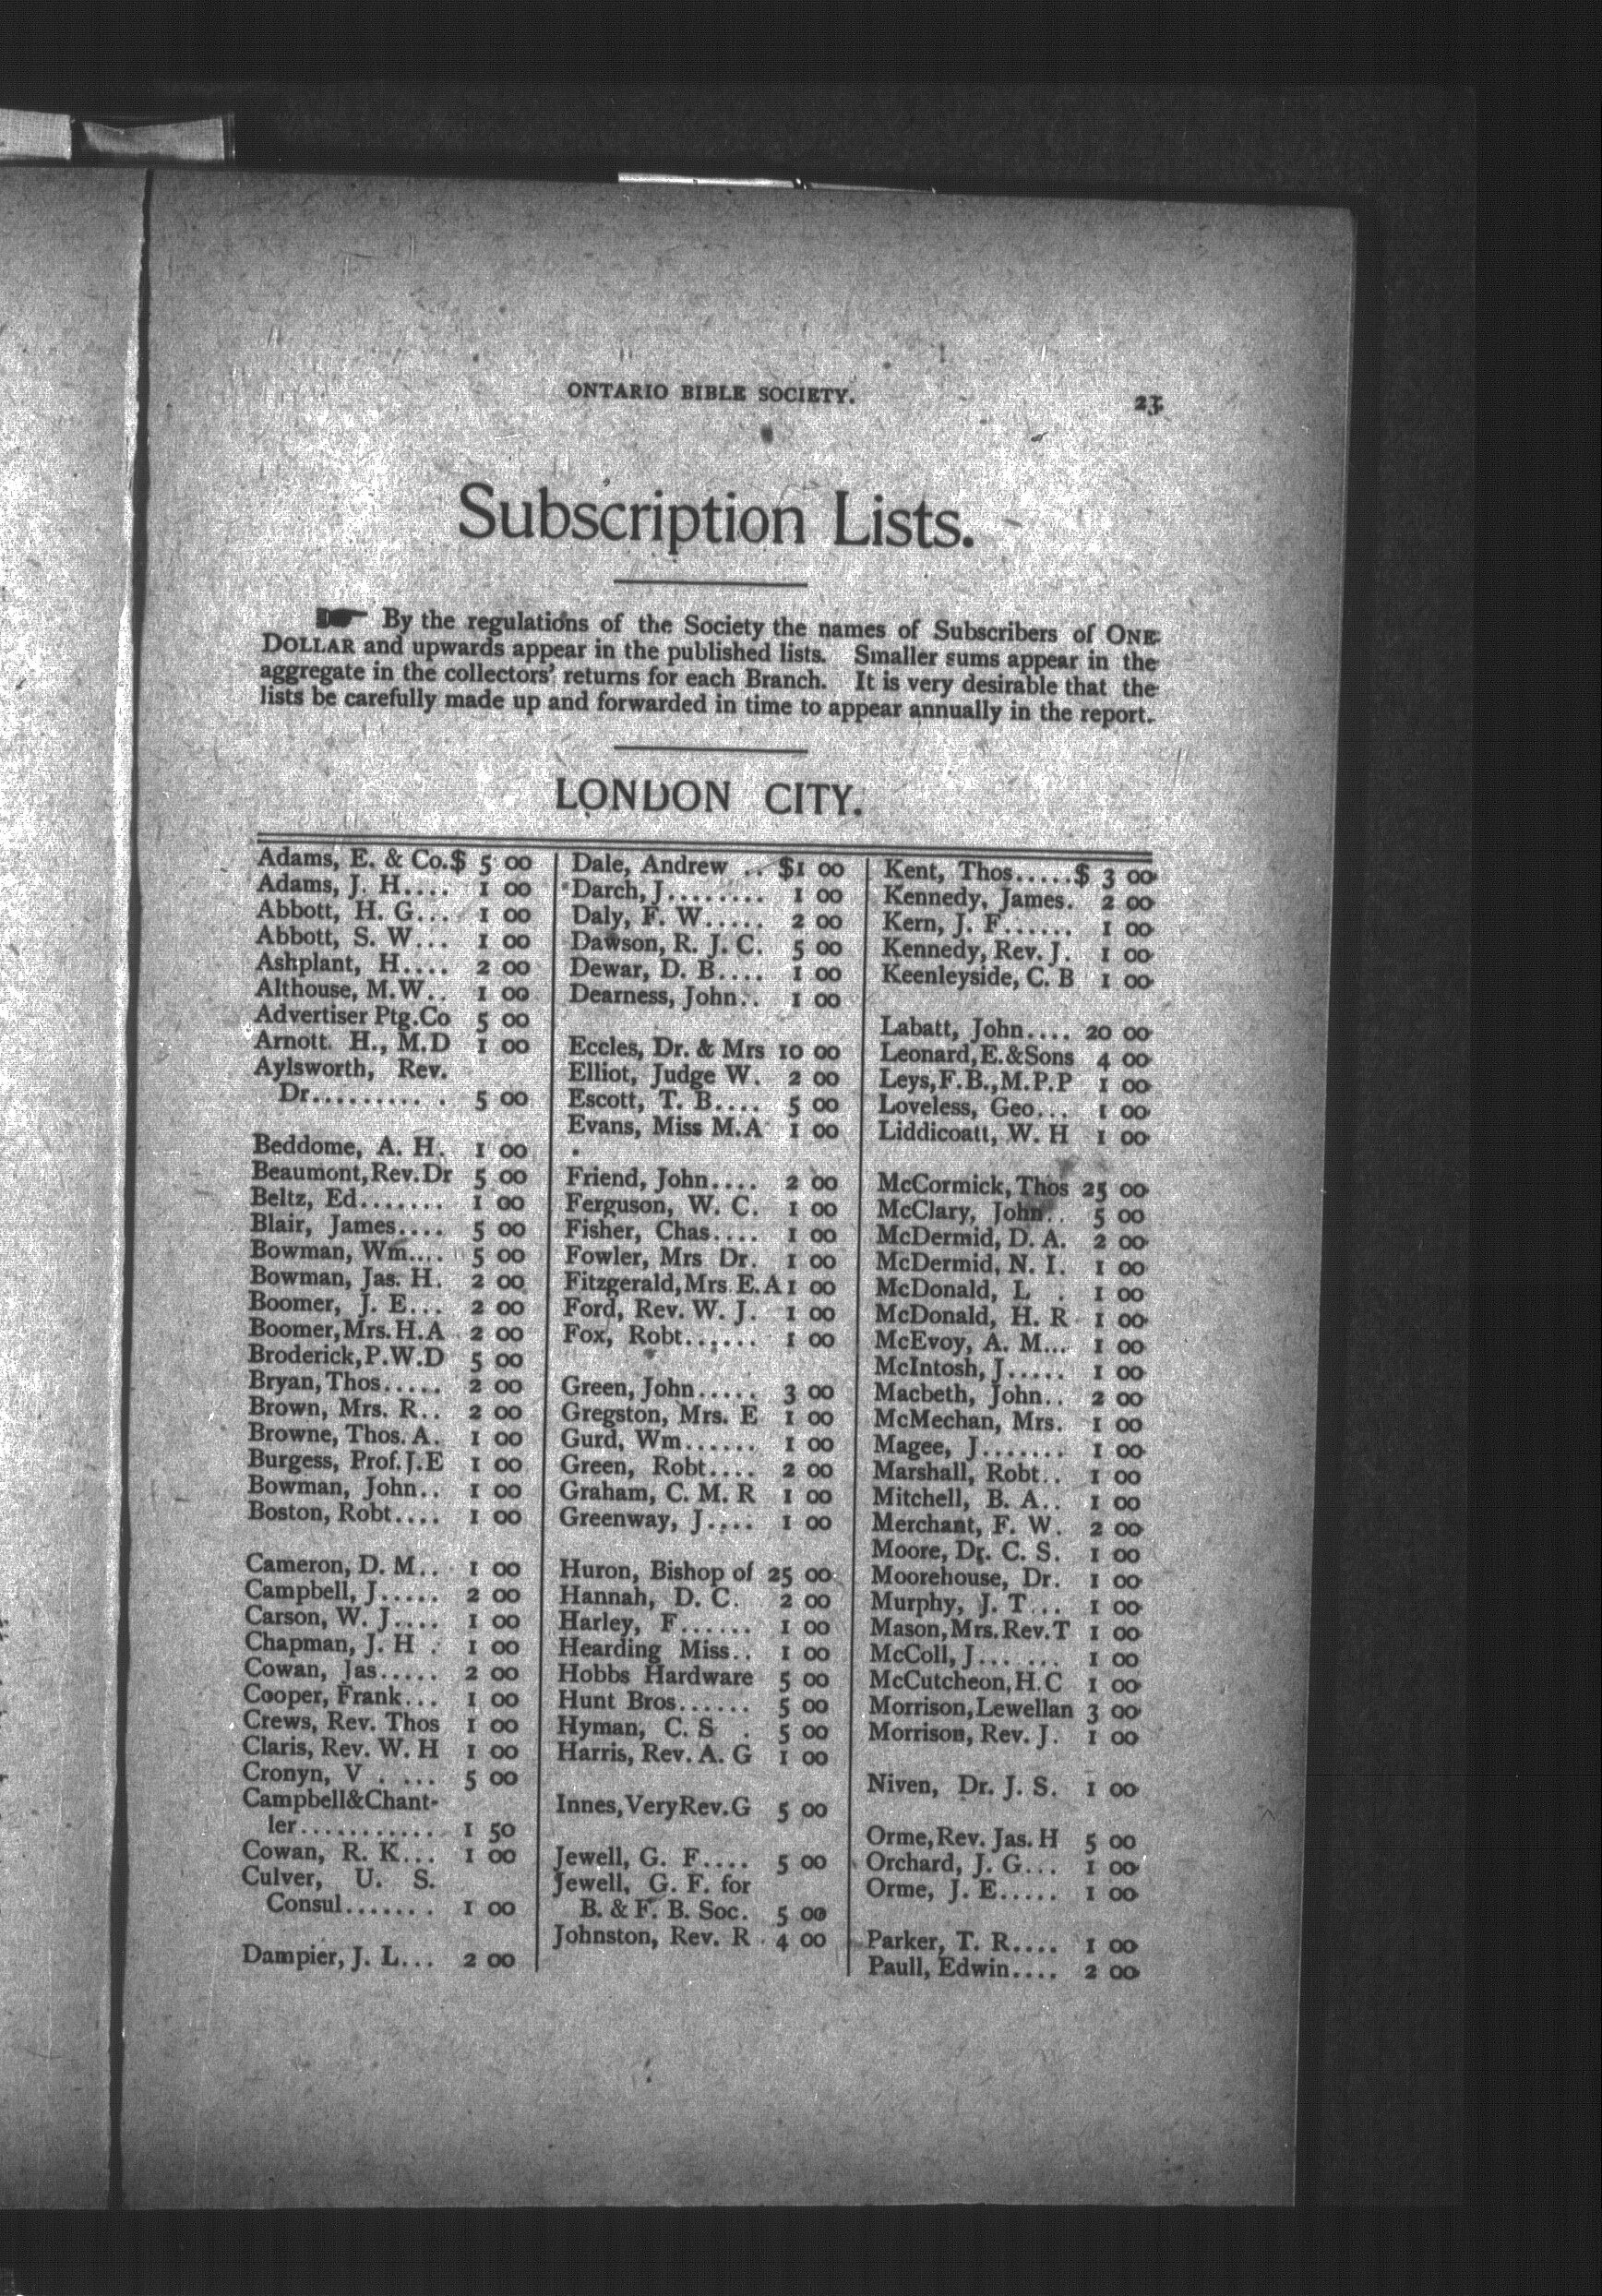 ONTARIO BIBLE SOCIETY.
Subscription Lists.
☛ By the regulations of the Society the names of Subscribers of ONE
DOLLAR and upwards appear in the published lists. Smaller sums appear in the
aggregate in the collectors' returns for each Branch. It is very desirable that the
lists be carefully made up and forwarded in time to appear annually in the report.
LONDON CITY.
Adams, E. & Co.$ 5 00
Adams, J. H.... 1 00
Abbott, H. G... 1 00
Abbott, S. W... 1 00
Ashplant, H.... 2 00
Althouse, M.W.. 1 00
Advertiser Ptg.Co 5 00
Arnott. H., M.D 1 00
Aylsworth, Rev.
Dr.......... . 5 00
Beddome, A. H. 1 00
Beaumont, Rev. Dr 5 00
Beltz, Ed....... 1 00
Blair, James.... 5 00
Bowman, Wm.... 5 00
Bowman, Jas. H. 2 00
Boomer, J. E... 2 00
Boomer, Mrs. H.A 2 00
Broderick, P.W.D 5 00
Bryan, Thos..... 2 00
Brown, Mrs. R.. 2 00
Browne, Thos. A. 1 00
Burgess, Prof. J.E 1 00
Bowman, John.. 1 00
Boston, Robt.... 1 00
Cameron, D. M.. 1 00
Campbell, J..... 2 00
Carson, W. J.... 1 00
Chapman, J. H . 1 00
Cowan, Jas..... 2 00
Cooper, Frank... 1 00
Crews, Rev. Thos 1 00
Claris, Rev. W. H 1 00
Cronyn, V . ... 5 00
Campbell&Chant-
ler............ 1 50
Cowan, R. K... 1 00
Culver, U. S.
Consul....... 1 00
Dampier, J. L... 2 00
Dale, Andrew .. $1 00
Darch, J........ 1 00
Daly, F. W..... 2 00
Dawson, R. J. C. 5 00
Dewar, D. B.... 1 00
Dearness, John.. 1 00
Eccles, Dr. & Mrs 10 00
Elliot, Judge W. 2 00
Escott, T. B.... 5 00
Evans, Miss M.A 1 00
Friend, John.... 2 00
Ferguson, W. C. 1 00
Fisher, Chas.... 1 00
Fowler, Mrs Dr. 1 00
Fitzgerald, Mrs. E.A 1 00
Ford, Rev. W. J. 1 00
Fox, Robt...... 1 00
Green, John..... 3 00
Gregston, Mrs. E 1 00
Gurd, Wm...... 1 00
Green, Robt.... 2 00
Graham, C. M. R 1 00
Greenway, J.... 1 00
Huron, Bishop of 25 00
Hannah, D. C. 2 00
Harley, F...... 1 00
Hearding Miss.. 1 00
Hobbs Hardware 5 00
Hunt Bros...... 5 00
Hyman, C. S . 5 00
Harris, Rev. A. G 1 00
Innes, Very Rev. G 5 00
Jewell, G. F.... 5 00
Jewell, G. F. for
B. & F. B. Soc. 5 00
Johnston, Rev. R 4 00
Kent, Thos.....$ 3 00
Kennedy, James. 2 00
Kern, J. F...... 1 00
Kennedy, Rev. J. 1 00
Keenleyside, C. B 1 00
Labatt, John.... 20 00
Leonard, E.&Sons 4 00
Leys, F.B., M.P.P 1 00
Loveless, Geo... 1 00
Liddicoatt, W. H 1 00
McCormick, Thos 25 00
McClary, John.. 5 00
McDermid, D. A. 2 00
McDermid, N. I. 1 00
McDonald, L . 1 00
McDonald, H. R 1 00
McEvoy, A. M... 1 00
McIntosh, J..... 1 00
Macbeth, John.. 2 00
McMechan, Mrs. 1 00
Magee, J....... 1 00
Marshall, Robt.. 1 00
Mitchell, B. A.. 1 00
Merchant, F. W. 2 00
Moore, Dr. C. S. 1 00
Moorehouse, Dr. 1 00
Murphy, J. T... 1 00
Mason, Mrs. Rev. T 1 00
McColl, J... ... 1 00
McCutcheon, H.C 1 00
Morrison, Lewellan 3 00
Morrison, Rev. J. 1 00
Niven, Dr. J. S. 1 00
Orme, Rev. Jas. H 5 00
Orchard, J. G... 1 00
Orme, J. E..... 1 00
Parker, T. R.... 1 00
Paull, Edwin.... 2 00